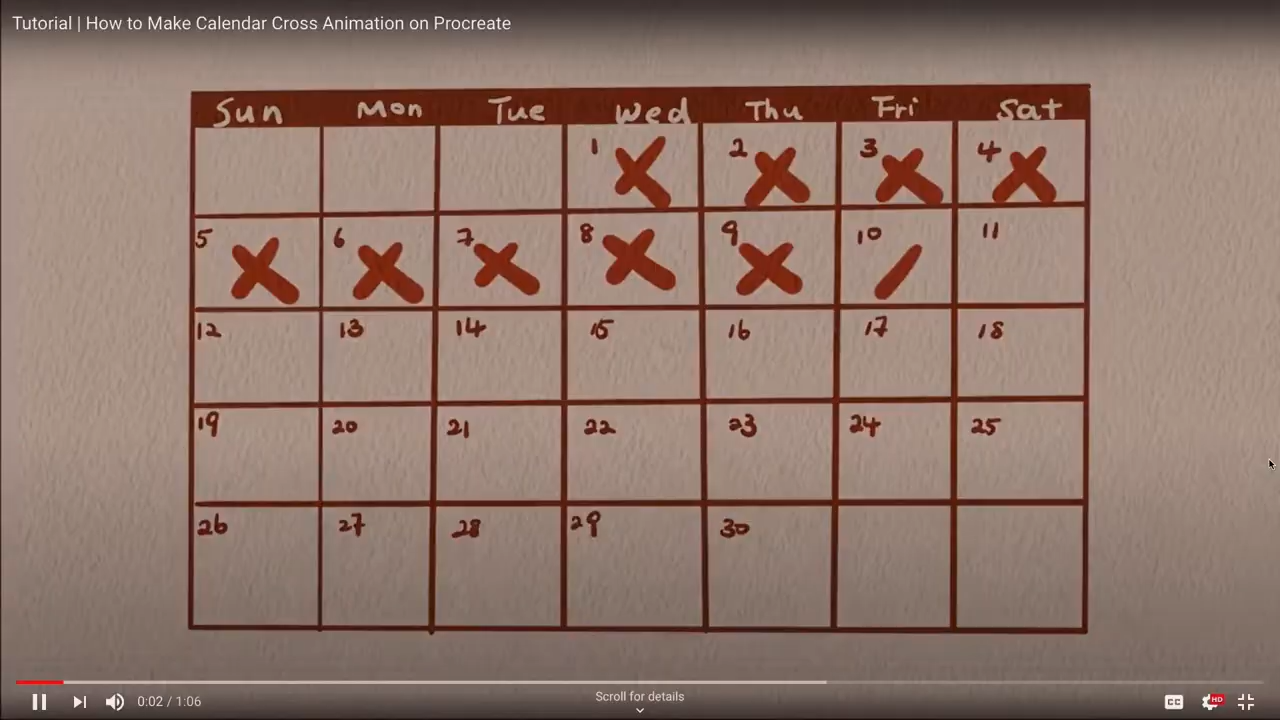 Tutorial | How to Make Calendar Cross Animation on Procreate
Sun Mon Tue Wed Thu Fri Sat
1 2 3 4
5 6 7 8 9 10 11
12 13 14 15 16 17 18
19 20 21 22 23 24 25
26 27 28 29 30
0:02 / 1:06
Scroll for details
CC
HD